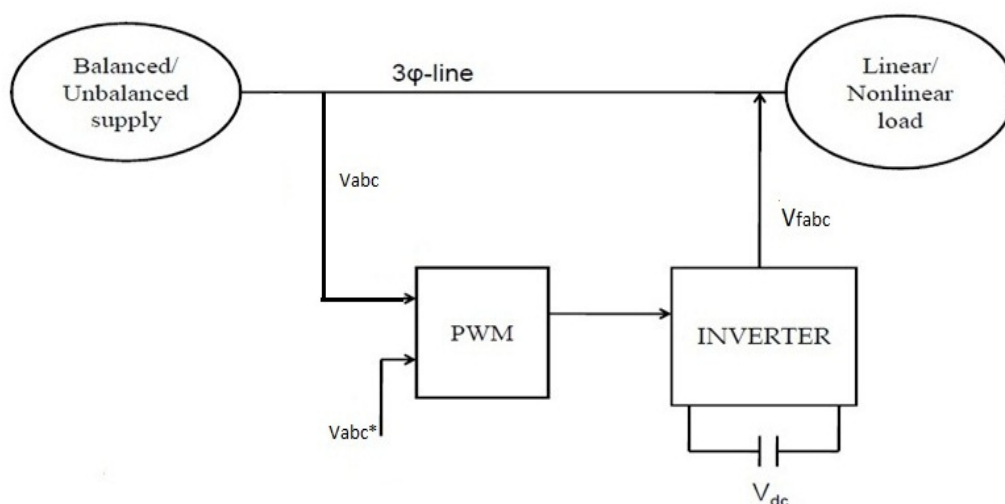 Balanced/
Unbalanced
supply
3φ-line
Linear/
Nonlinear
load
Vabc
Vfabc
PWM
INVERTER
Vabc*
Vdc